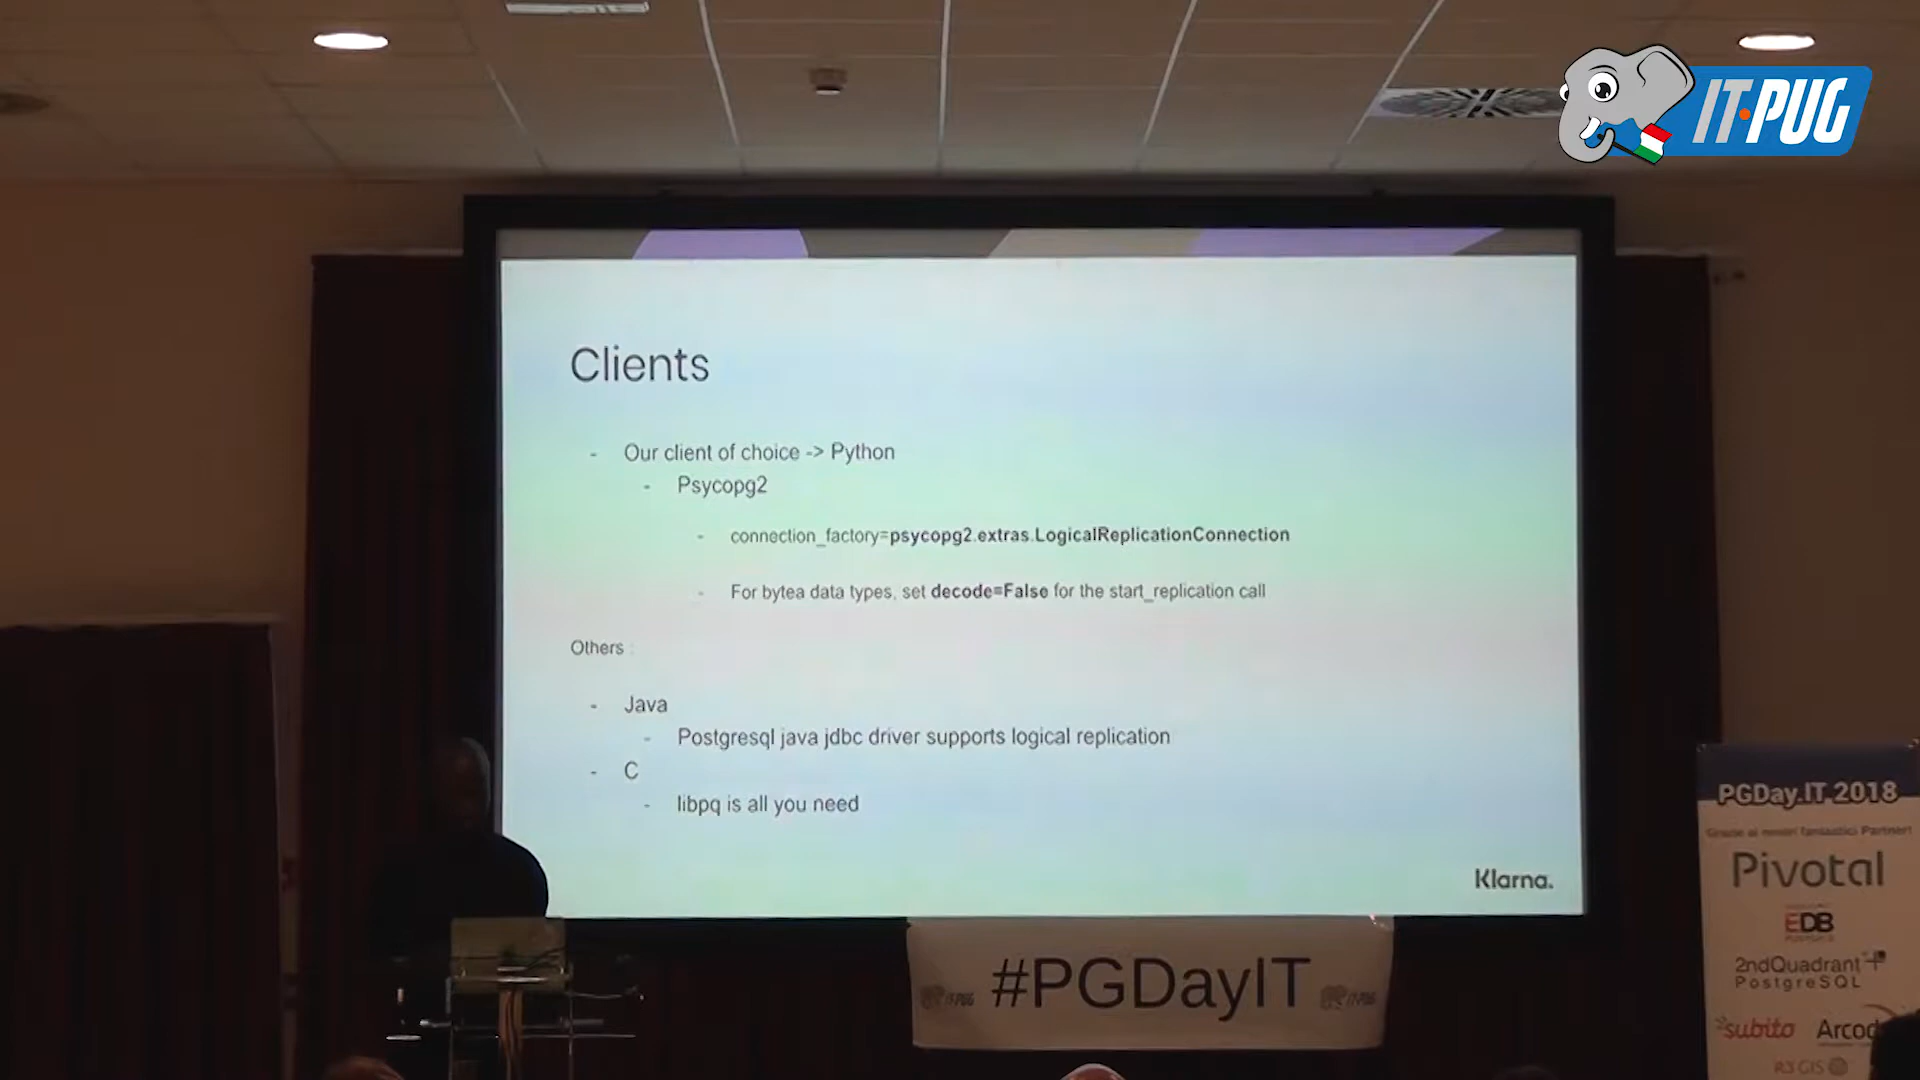 IT·PUG
Clients
- Our client of choice -> Python
- Psycopg2
- connection_factory=psycopg2.extras.LogicalReplicationConnection
- For bytea data types, set decode=False for the start_replication call
Others :
- Java
- Postgresql java jdbc driver supports logical replication
- C
- libpq is all you need
Klarna.
#PGDayIT
PGDay.IT 2018
Grazie ai nostri fantastici Partner!
Pivotal
EDB
POSTGRES
2ndQuadrant
PostgreSQL
subito
Arcod
R3 GIS